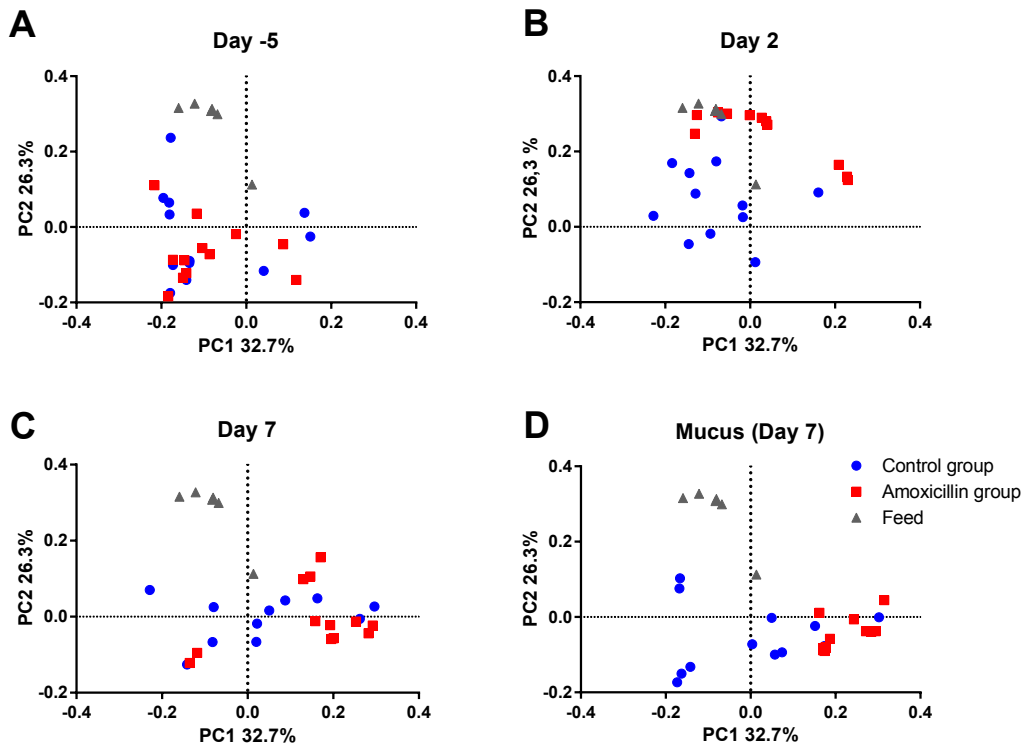 A
Day -5
0.4
0.2
0.0
-0.2
PC2 26.3%
-0.4
-0.2
0.0
0.2
0.4
PC1 32.7%
B
Day 2
0.4
0.2
0.0
-0.2
PC2 26,3 %
-0.4
-0.2
0.0
0.2
0.4
PC1 32.7%
C
Day 7
0.4
0.2
0.0
-0.2
PC2 26.3%
-0.4
-0.2
0.0
0.2
0.4
PC1 32.7%
D
Mucus (Day 7)
0.4
0.2
0.0
-0.2
PC2 26.3%
-0.4
-0.2
0.0
0.2
0.4
PC1 32.7%
Control group
Amoxicillin group
Feed